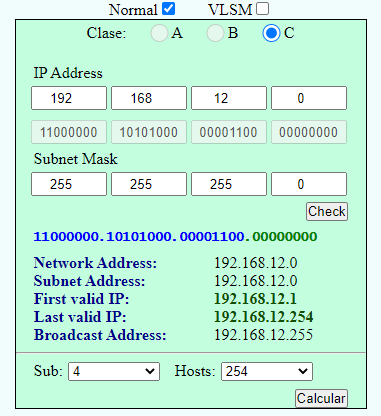 Normal VLSM
Clase: A B C
IP Address
192 168 12 0
11000000 10101000 00001100 00000000
Subnet Mask
255 255 255 0
Check
11000000.10101000.00001100.00000000
Network Address: 192.168.12.0
Subnet Address: 192.168.12.0
First valid IP: 192.168.12.1
Last valid IP: 192.168.12.254
Broadcast Address: 192.168.12.255
Sub: 4 Hosts: 254
Calcular